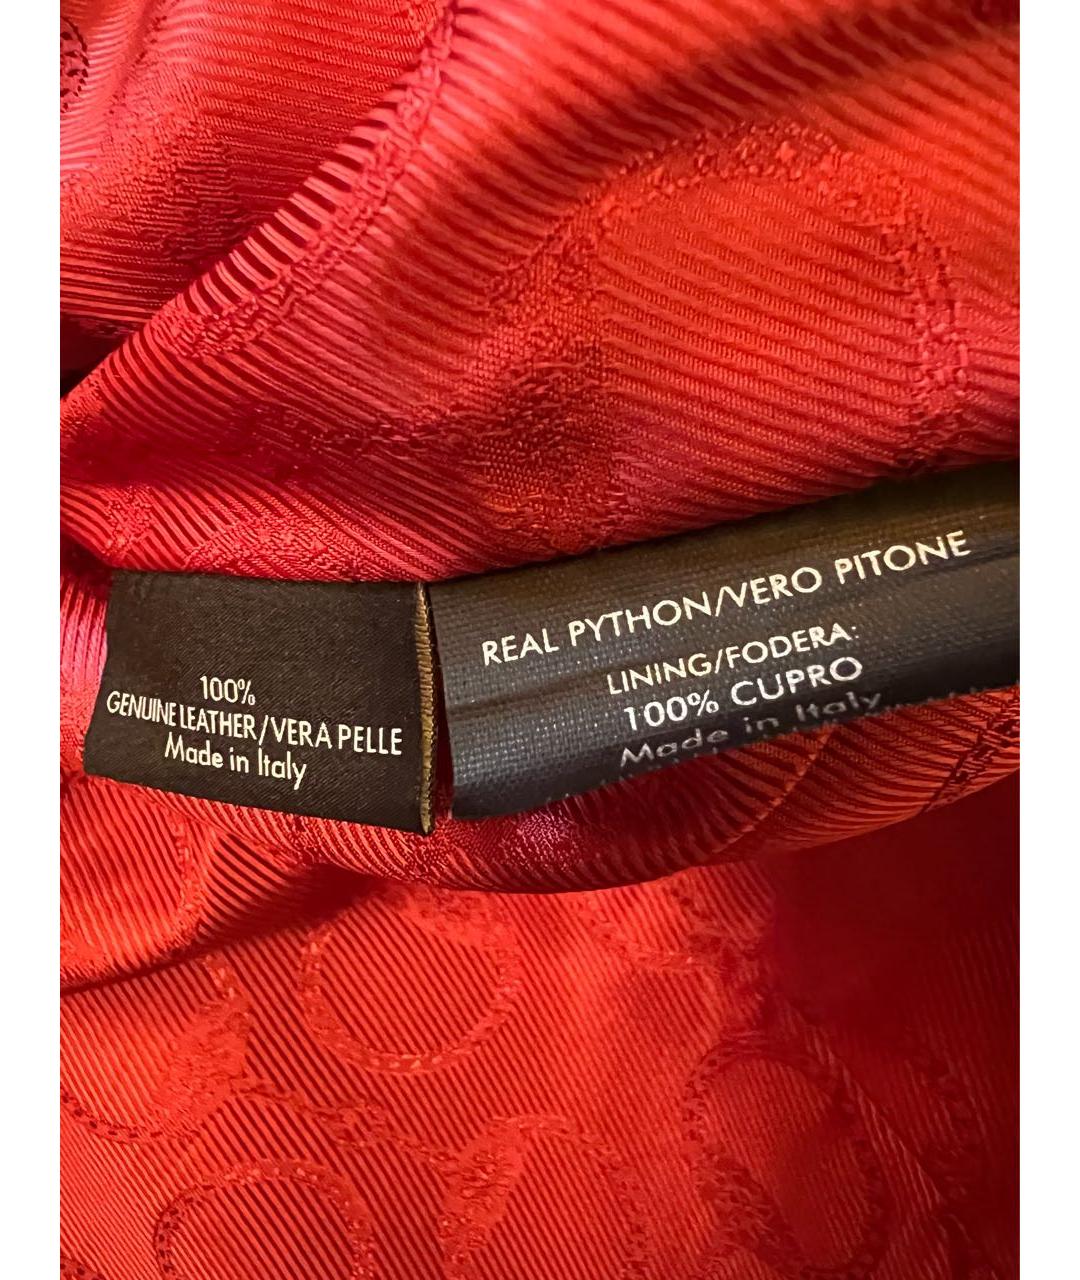 100%
GENUINE LEATHER/VERA PELLE
Made in Italy
REAL PYTHON/VERO PITONE
LINING/FODERA:
100% CUPRO
Made in Italy